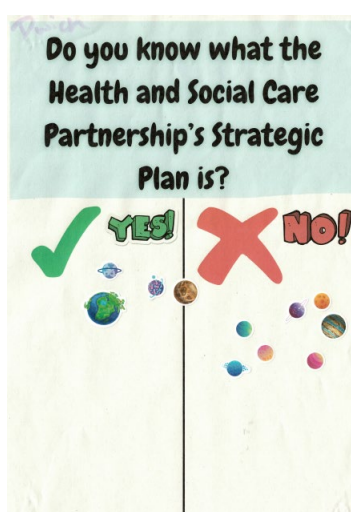 Do you know what the
Health and Social Care
Partnership's Strategic
Plan is?
YES!
NO!